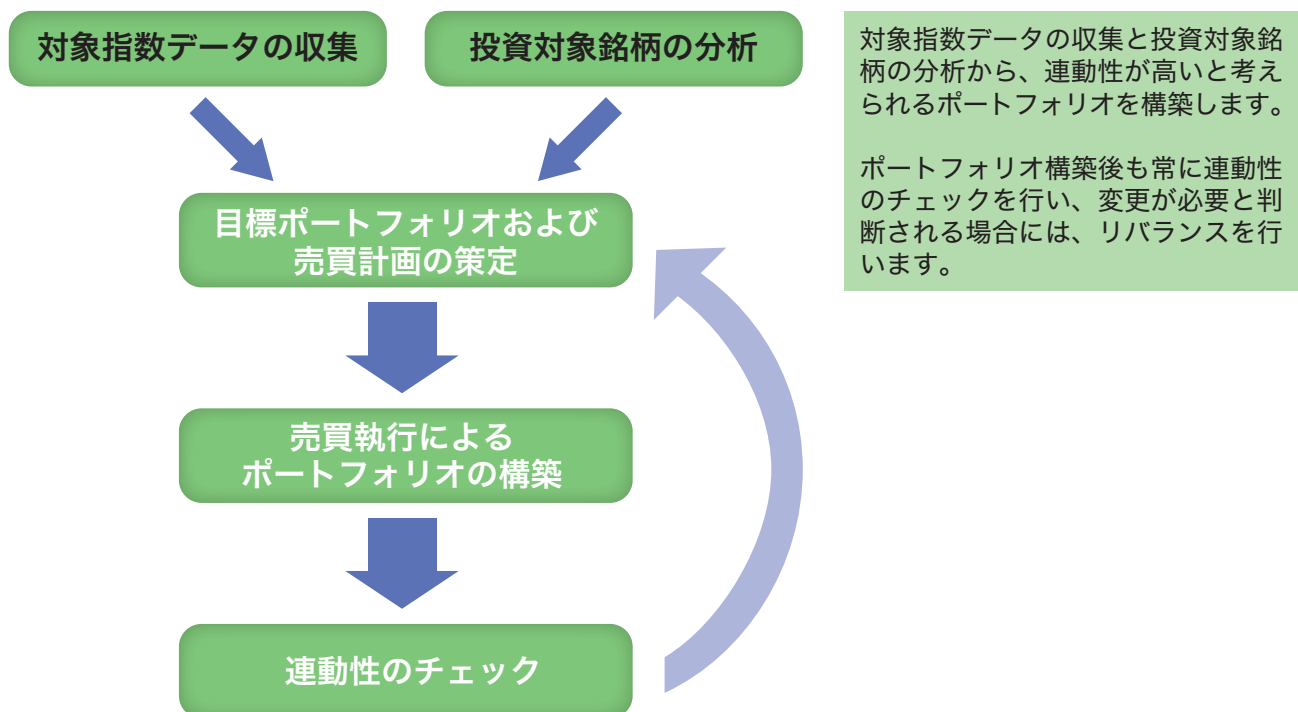 対象指数データの収集
投資対象銘柄の分析
目標ポートフォリオおよび
売買計画の策定
売買執行による
ポートフォリオの構築
連動性のチェック
対象指数データの収集と投資対象銘
柄の分析から、連動性が高いと考え
られるポートフォリオを構築します。
ポートフォリオ構築後も常に連動性
のチェックを行い、変更が必要と判
断される場合には、リバランスを行
います。